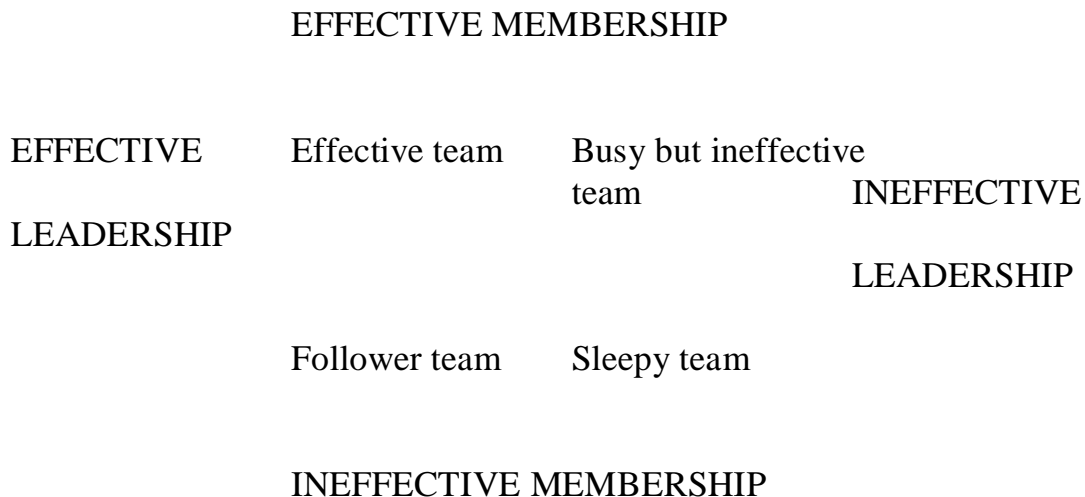 EFFECTIVE MEMBERSHIP
EFFECTIVE Effective team Busy but ineffective
team INEFFECTIVE
LEADERSHIP
LEADERSHIP
Follower team Sleepy team
INEFFECTIVE MEMBERSHIP